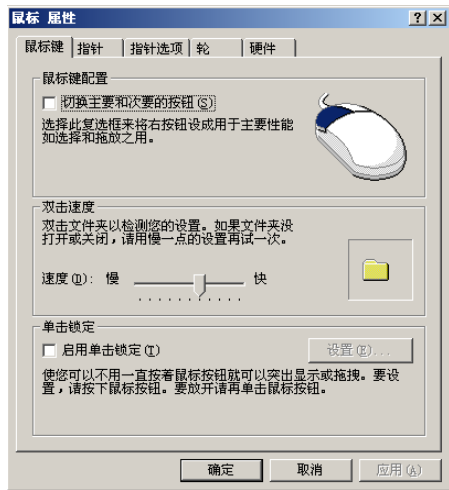 鼠标 属性
鼠标键 指针 指针选项 轮 硬件
鼠标键配置
切换主要和次要的按钮(S)
选择此复选框来将右按钮设成用于主要性能
如选择和拖放之用。
双击速度
双击文件夹以检测您的设置。如果文件夹没
打开或关闭,请用慢一点的设置再试一次。
速度(D): 慢 快
单击锁定
启用单击锁定(T) 设置(E)...
使您可以不用一直按着鼠标按钮就可以突出显示或拖拽。要设
置,请按下鼠标按钮。要放开请再单击鼠标按钮。
确定 取消 应用(A)